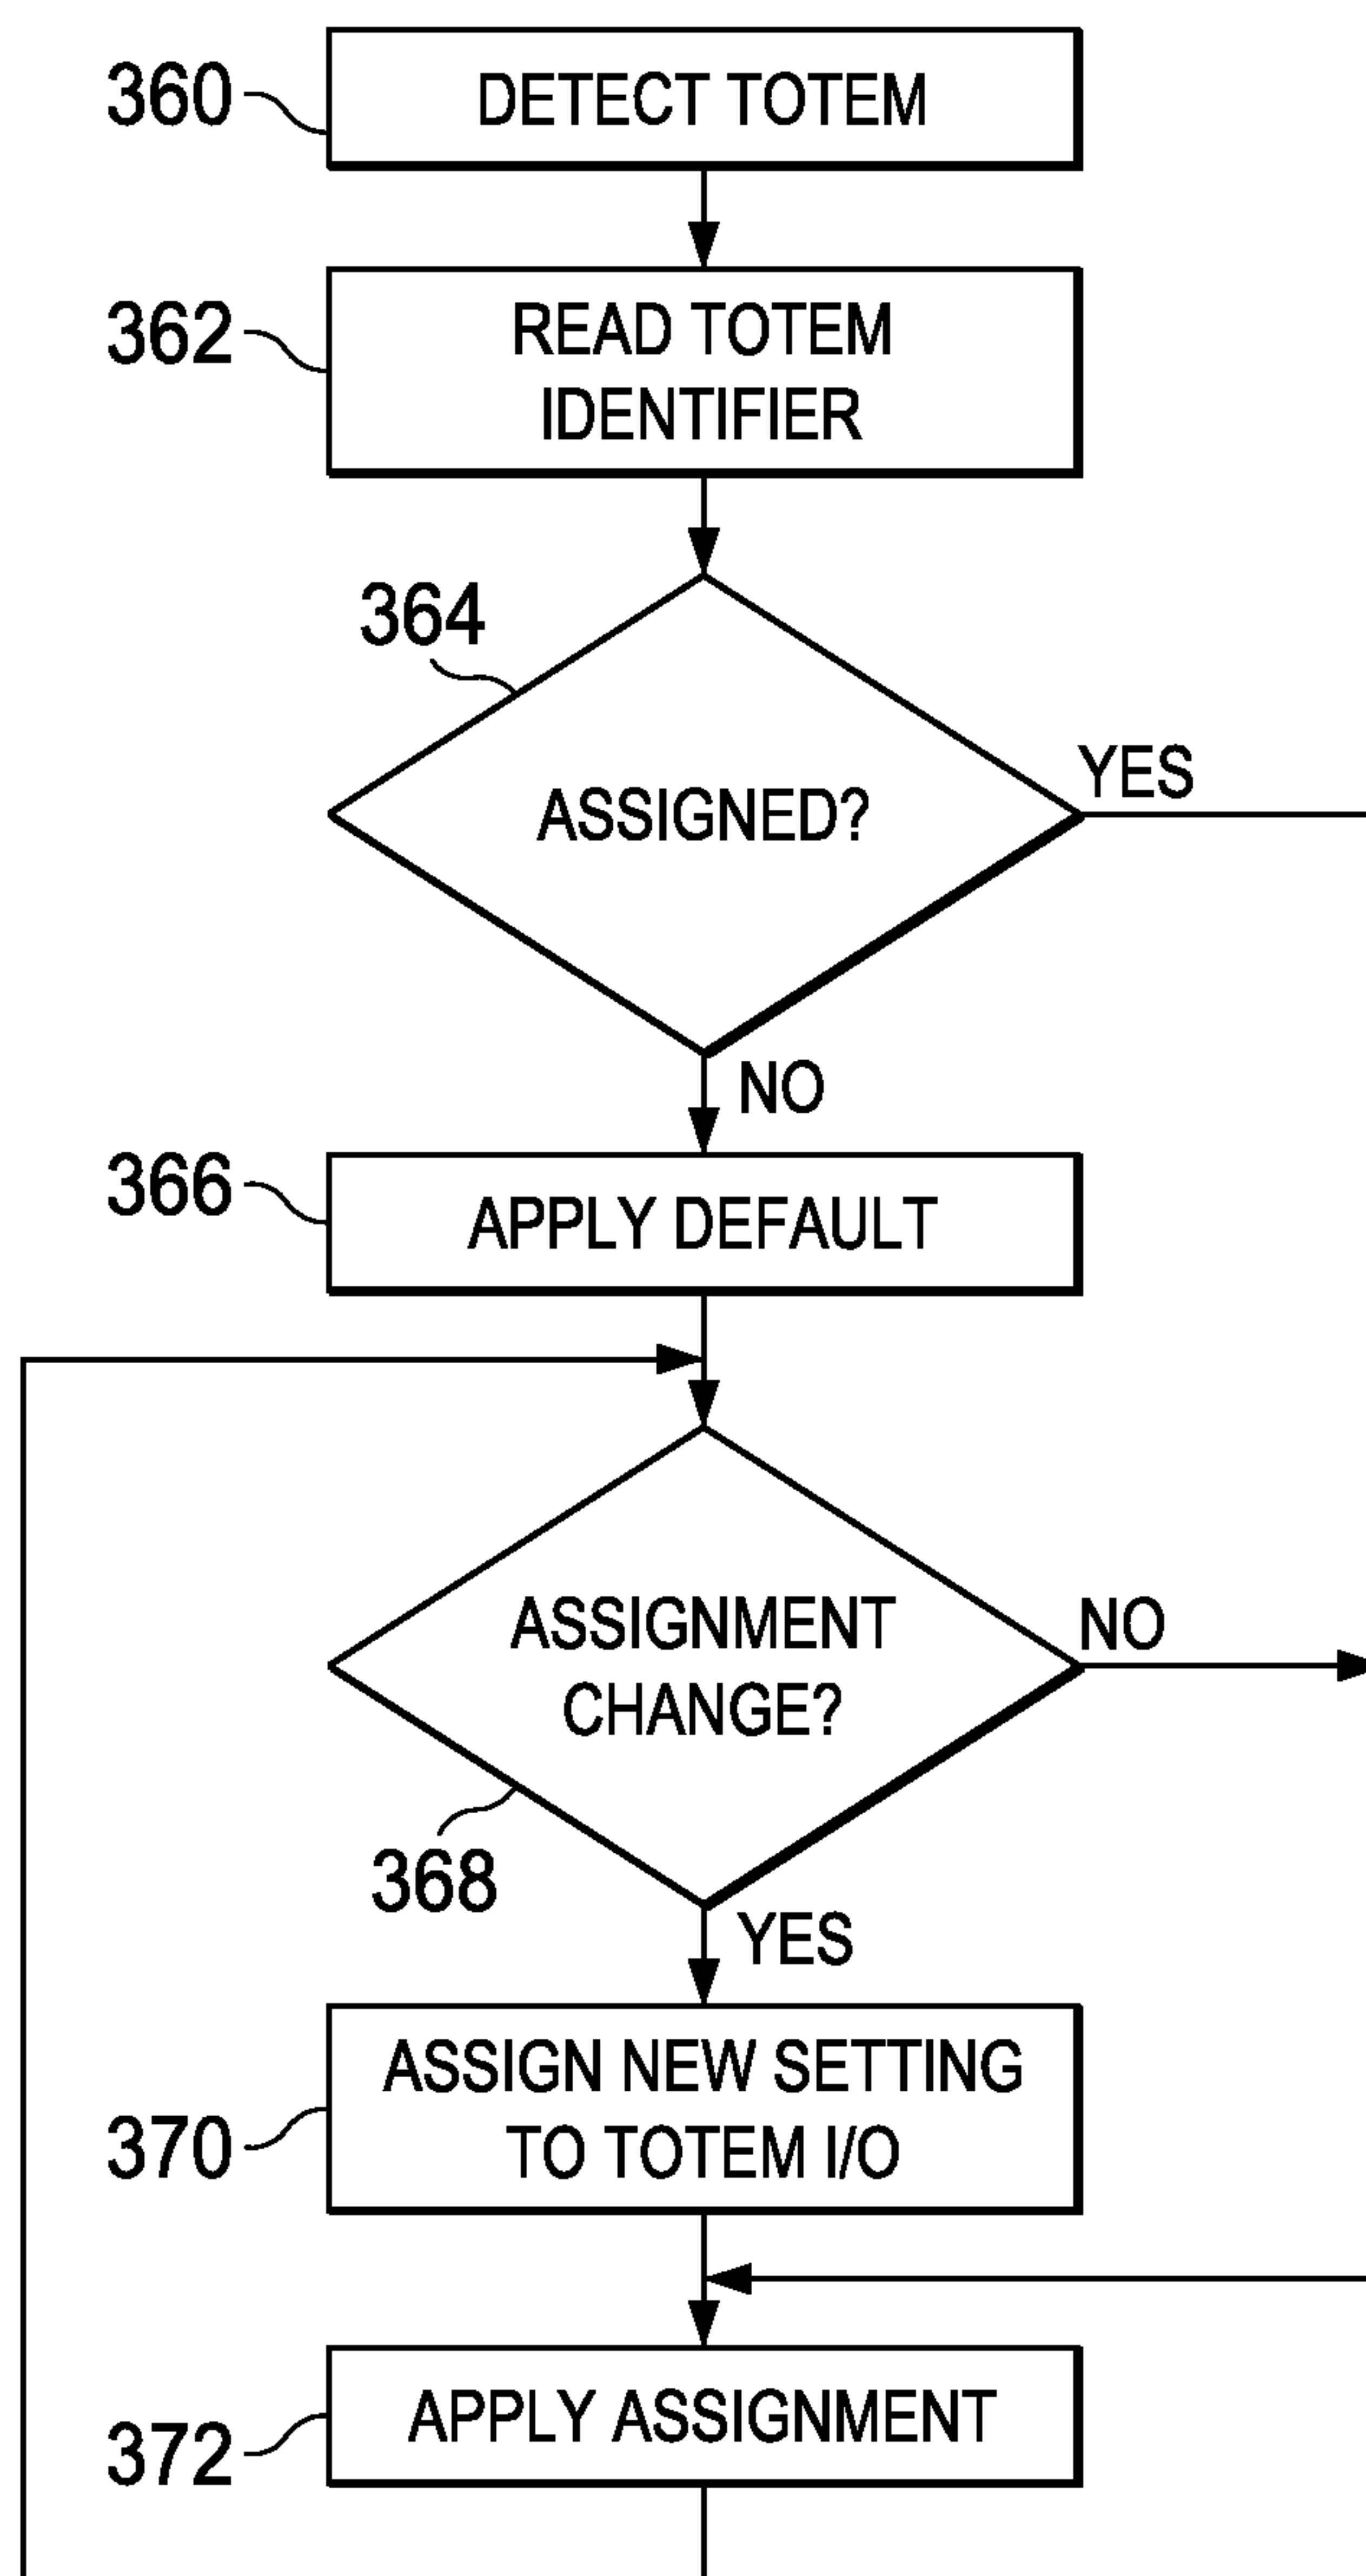 360
DETECT TOTEM
362
READ TOTEM
IDENTIFIER
364
ASSIGNED?
YES
NO
366
APPLY DEFAULT
ASSIGNMENT
CHANGE?
NO
368
YES
370
ASSIGN NEW SETTING
TO TOTEM I/O
372
APPLY ASSIGNMENT